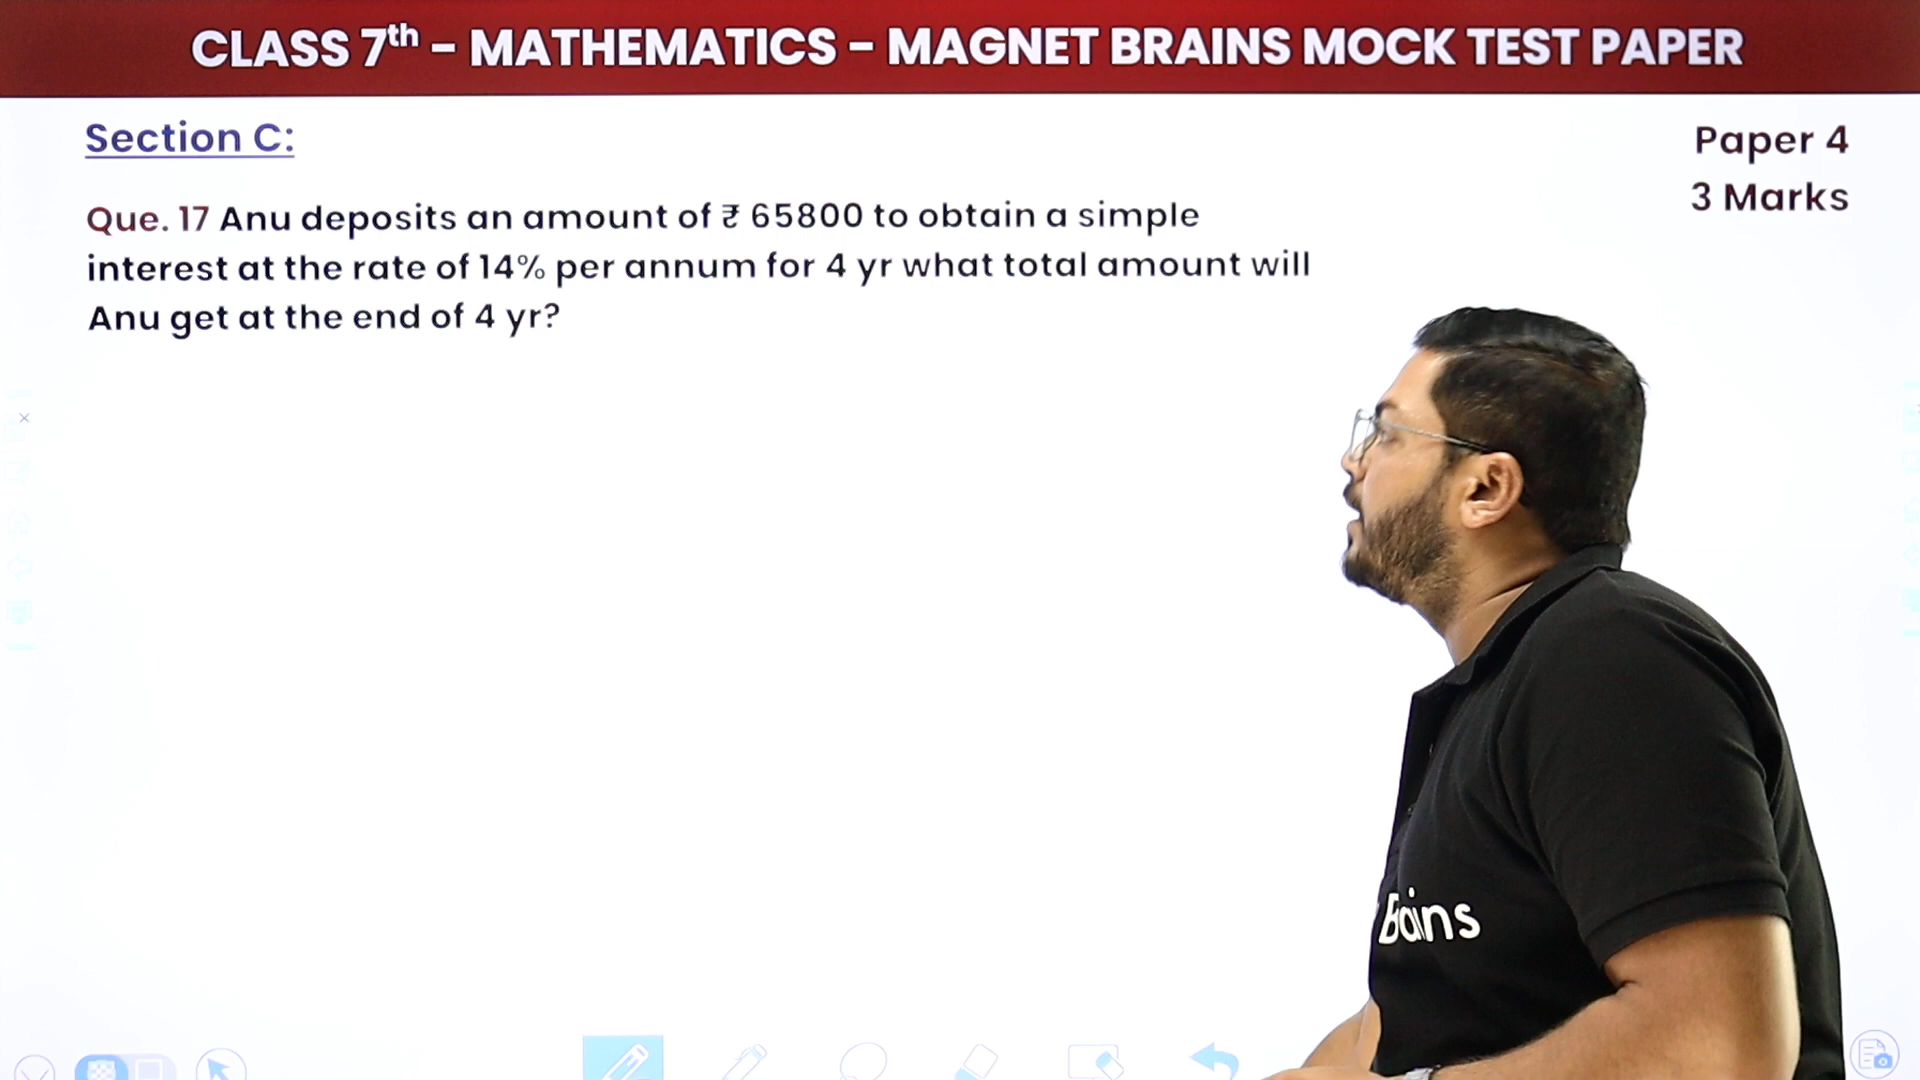 CLASS 7th - MATHEMATICS - MAGNET BRAINS MOCK TEST PAPER
Section C:
Paper 4
3 Marks
Que. 17 Anu deposits an amount of ₹ 65800 to obtain a simple
interest at the rate of 14% per annum for 4 yr what total amount will
Anu get at the end of 4 yr?
Brains